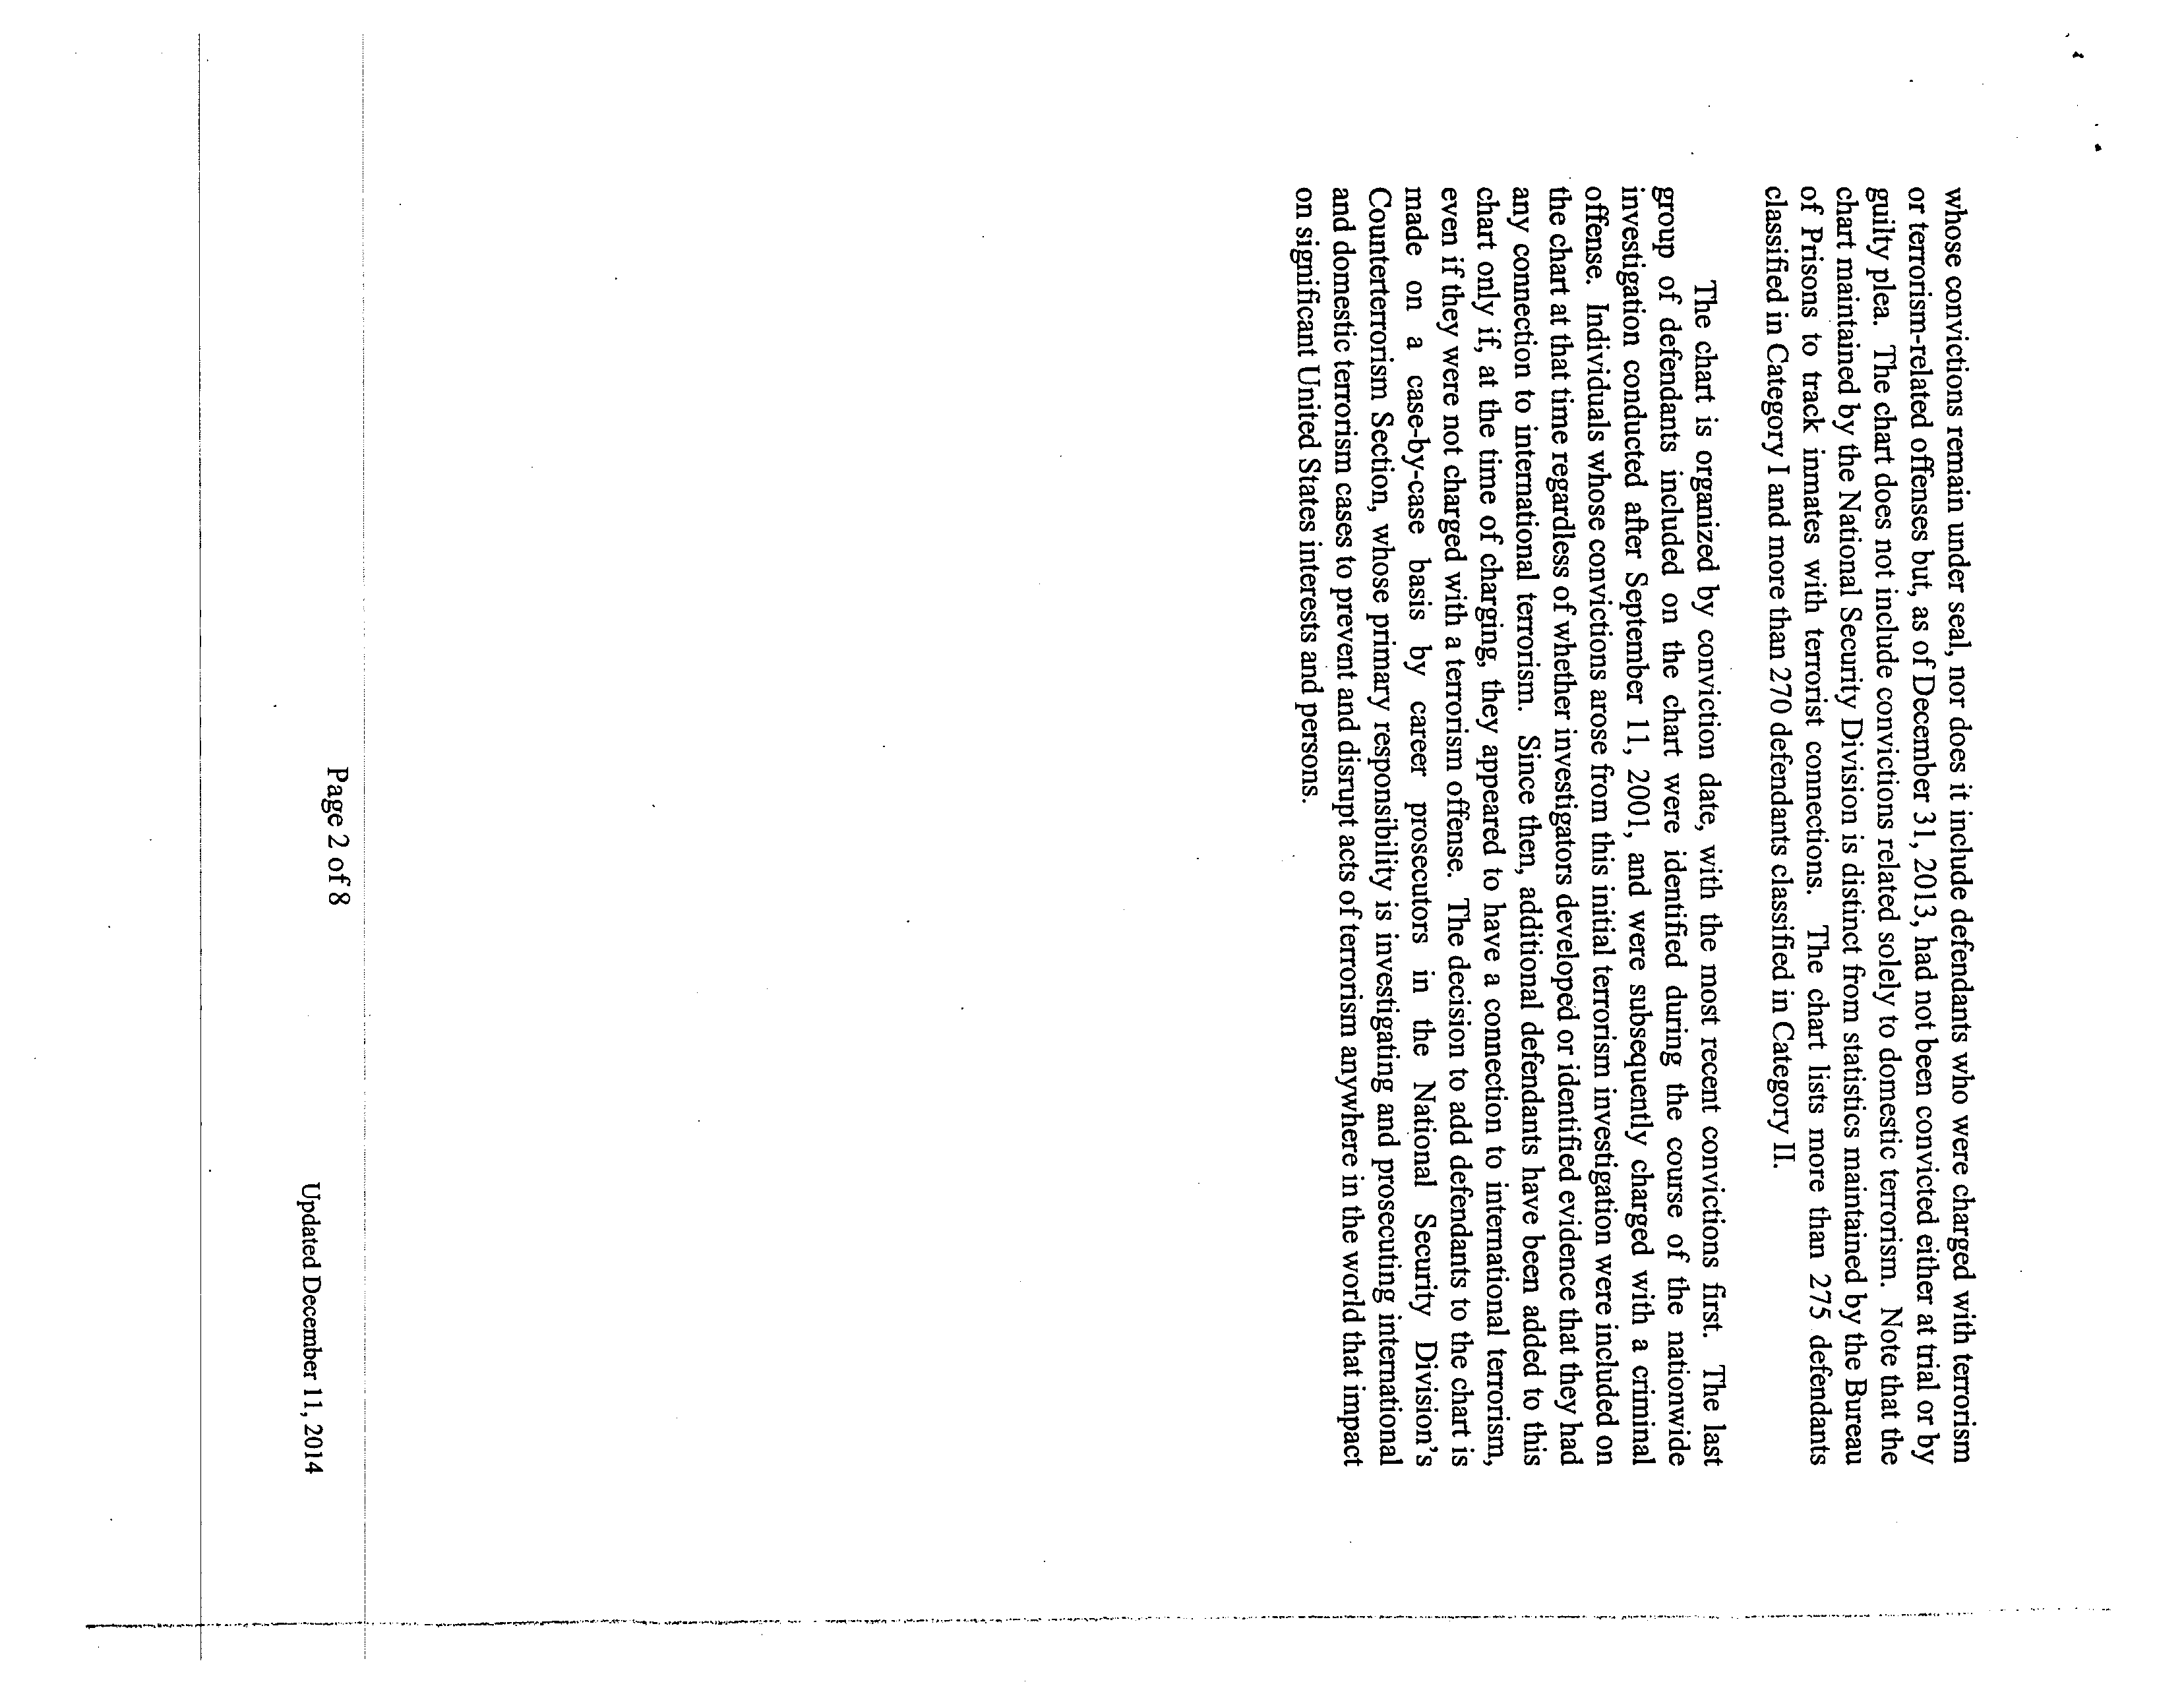 whose convictions remain under seal, nor does it include defendants who were charged with terrorism
or terrorism-related offenses but, as of December 31, 2013, had not been convicted either at trial or by
guilty plea. The chart does not include convictions related solely to domestic terrorism. Note that the
chart maintained by the National Security Division is distinct from statistics maintained by the Bureau
of Prisons to track inmates with terrorist connections. The chart lists more than 275 defendants
classified in Category I and more than 270 defendants classified in Category II.
The chart is organized by conviction date, with the most recent convictions first. The last
group of defendants included on the chart were identified during the course of the nationwide
investigation conducted after September 11, 2001, and were subsequently charged with a criminal
offense. Individuals whose convictions arose from this initial terrorism investigation were included on
the chart at that time regardless of whether investigators developed or identified evidence that they had
any connection to international terrorism. Since then, additional defendants have been added to this
chart only if, at the time of charging, they appeared to have a connection to international terrorism,
even if they were not charged with a terrorism offense. The decision to add defendants to the chart is
made on a case-by-case basis by career prosecutors in the National Security Division's
Counterterrorism Section, whose primary responsibility is investigating and prosecuting international
and domestic terrorism cases to prevent and disrupt acts of terrorism anywhere in the world that impact
on significant United States interests and persons.
Page 2 of 8
Updated December 11, 2014